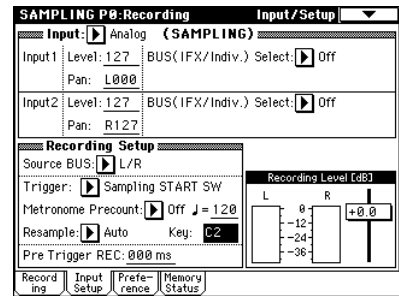 SAMPLING P0:Recording Input/Setup
Input: Analog (SAMPLING)
Input1 Level: 127 BUS(IFX/Indiv.) Select: Off
Pan: L000
Input2 Level: 127 BUS(IFX/Indiv.) Select: Off
Pan: R127
Recording Setup
Source BUS: L/R
Trigger: Sampling START SW
Metronome Precount: Off ♩= 120
Resample: Auto Key: C2
Pre Trigger REC: 000 ms
Recording Level [dB]
L R
0
+0.0
-12
-24
-36
Record ing
Input Setup
Prefe- rence
Memory Status